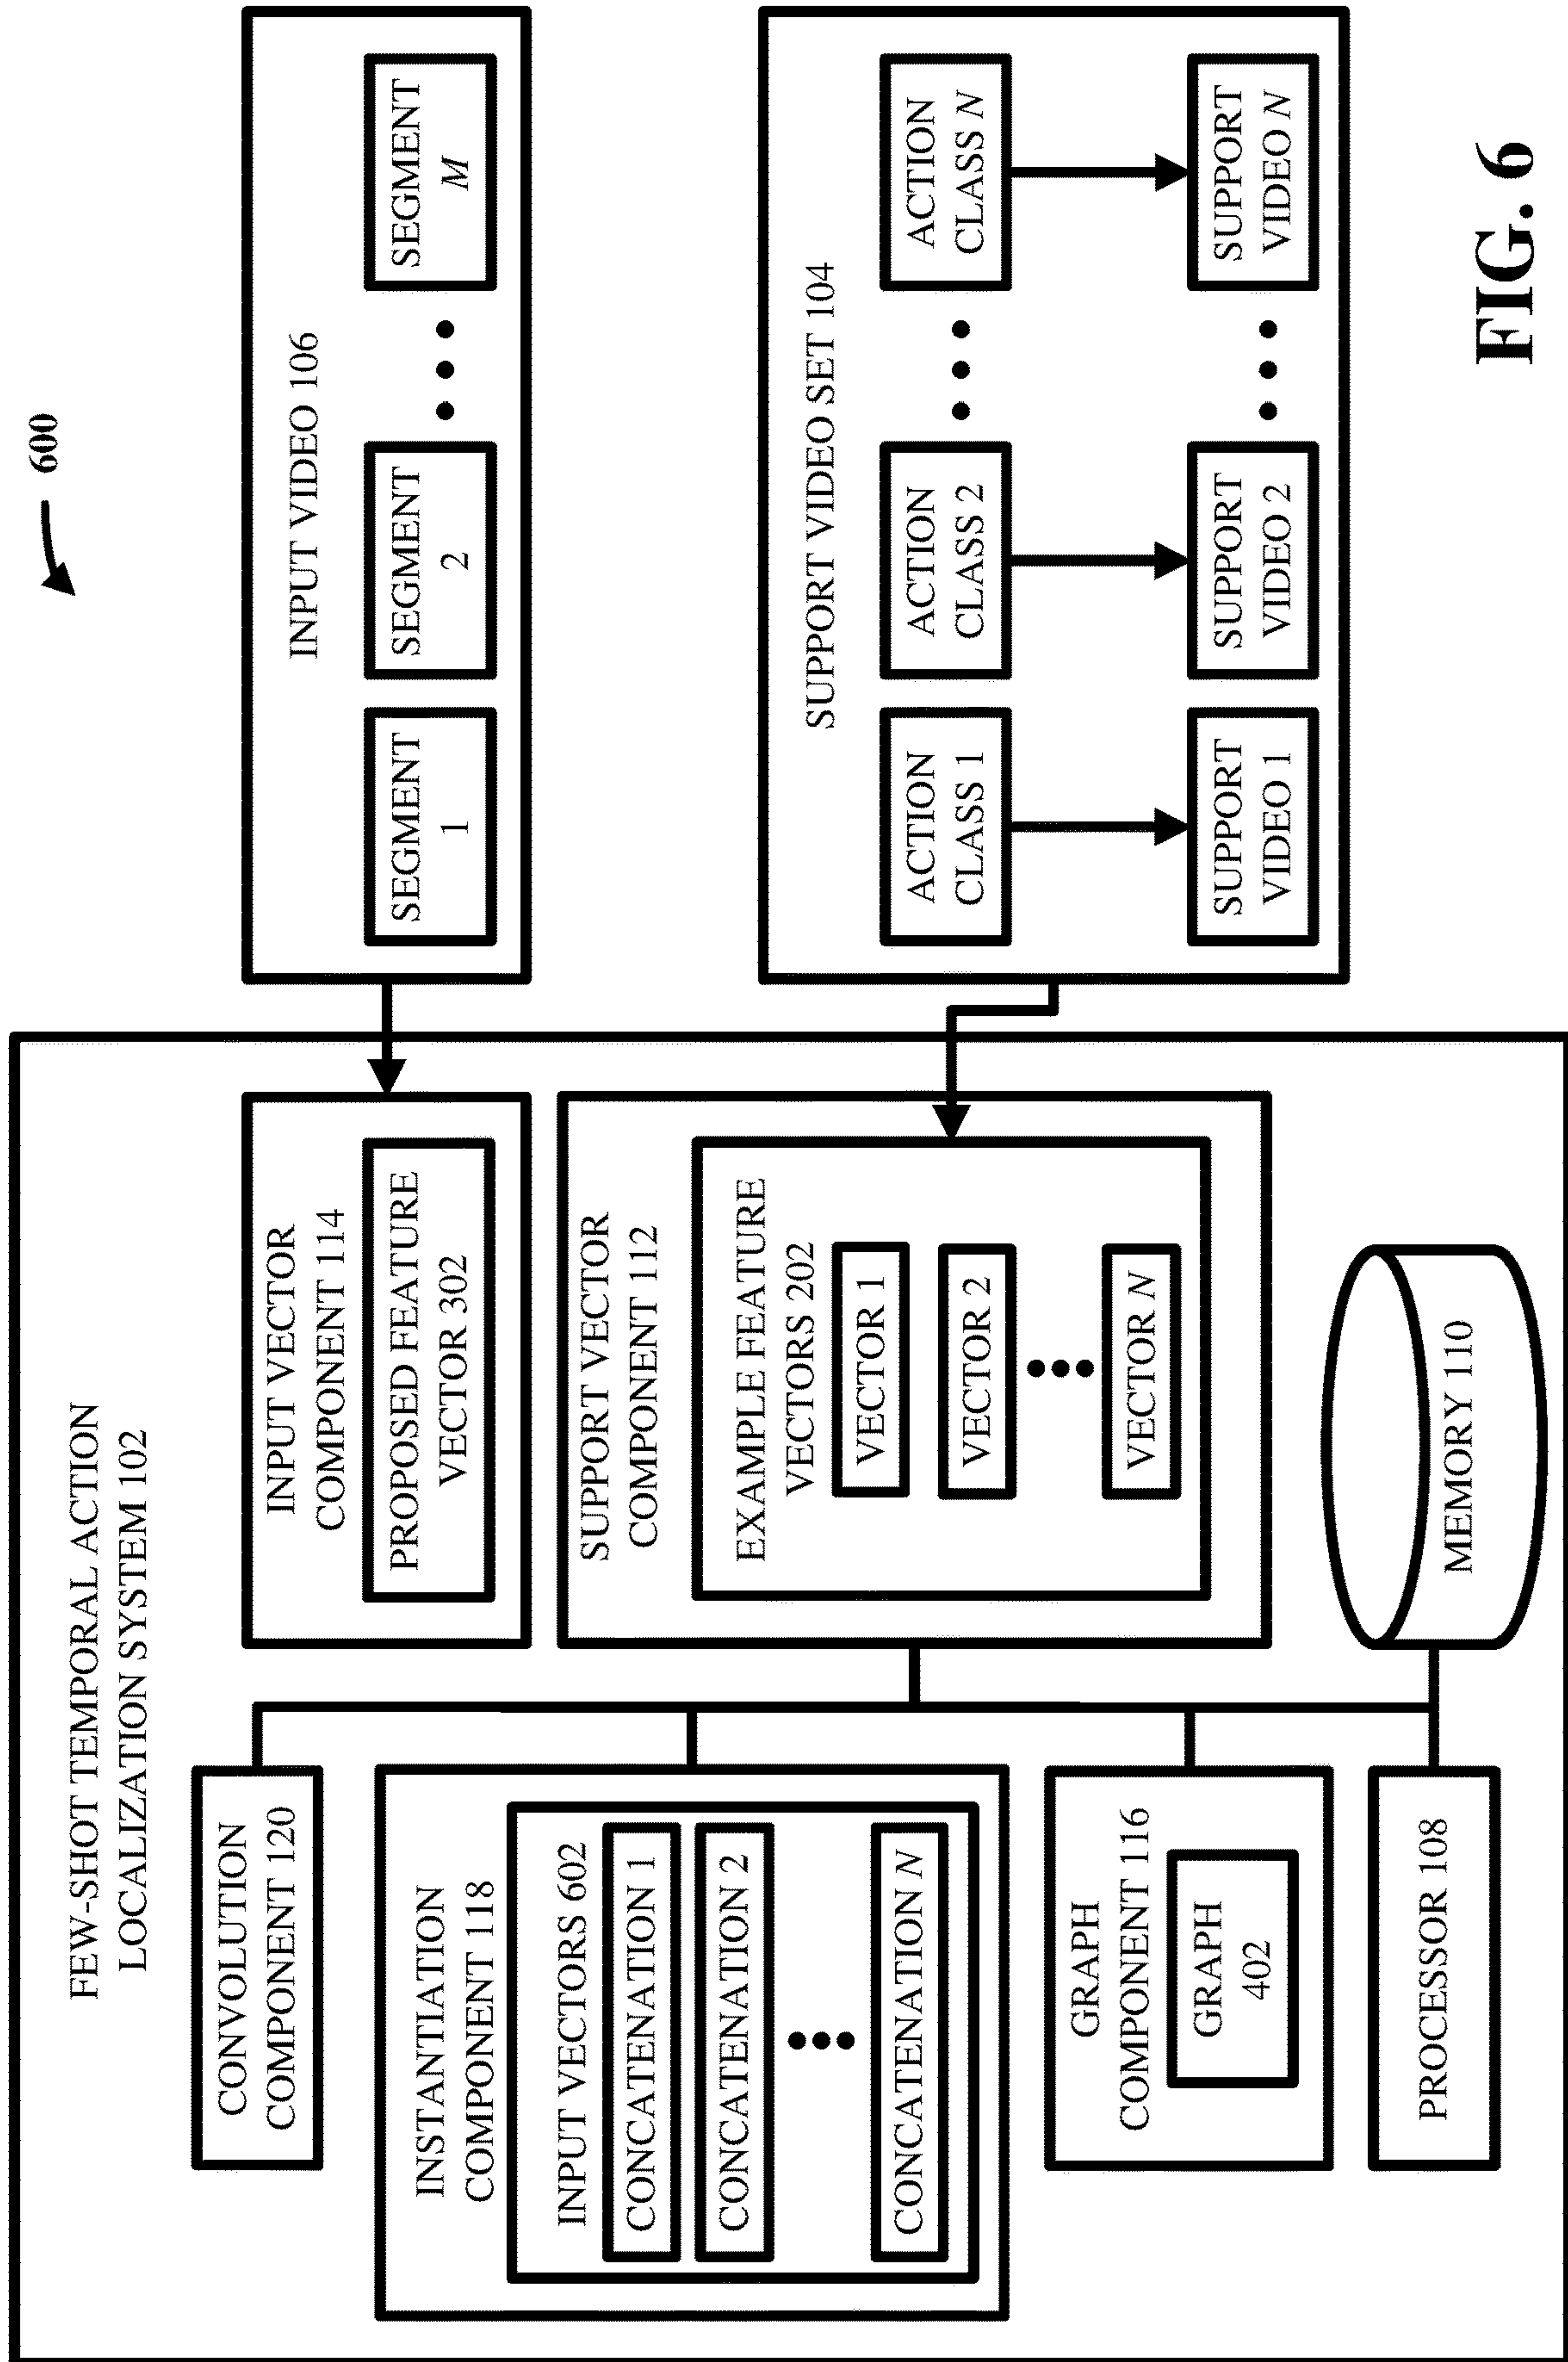 600
FEW-SHOT TEMPORAL ACTION
LOCALIZATION SYSTEM 102
CONVOLUTION
COMPONENT 120
INSTANTIATION
COMPONENT 118
INPUT VECTORS 602
CONCATENATION 1
CONCATENATION 2
CONCATENATION N
GRAPH
COMPONENT 116
GRAPH
402
PROCESSOR 108
INPUT VECTOR
COMPONENT 114
PROPOSED FEATURE
VECTOR 302
SUPPORT VECTOR
COMPONENT 112
EXAMPLE FEATURE
VECTORS 202
VECTOR 1
VECTOR 2
VECTOR N
MEMORY 110
INPUT VIDEO 106
SEGMENT
1
SEGMENT
2
SEGMENT
M
SUPPORT VIDEO SET 104
ACTION
CLASS 1
ACTION
CLASS 2
ACTION
CLASS N
SUPPORT
VIDEO 1
SUPPORT
VIDEO 2
SUPPORT
VIDEO N
FIG. 6